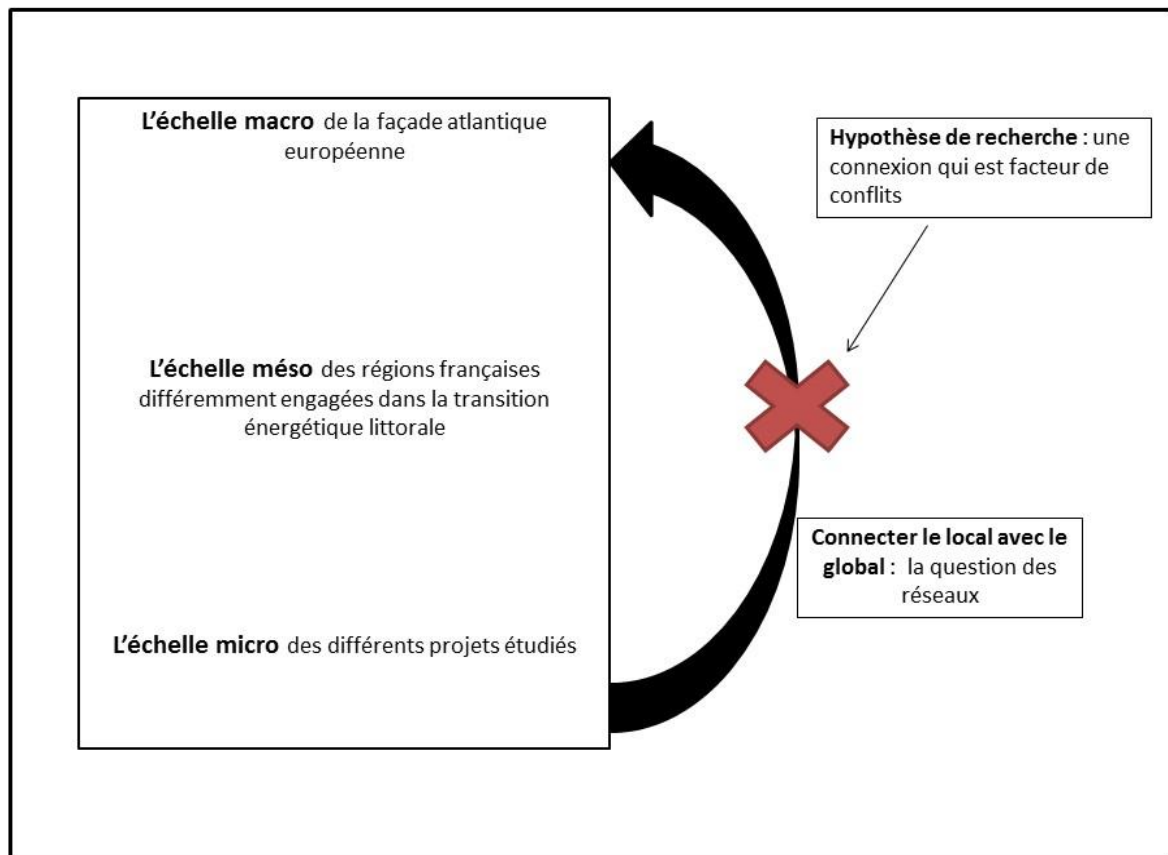 L'échelle macro de la façade atlantique
européenne
Hypothèse de recherche : une
connexion qui est facteur de
conflits
L'échelle méso des régions françaises
différemment engagées dans la transition
énergétique littorale
Connecter le local avec le
global : la question des
réseaux
L'échelle micro des différents projets étudiés